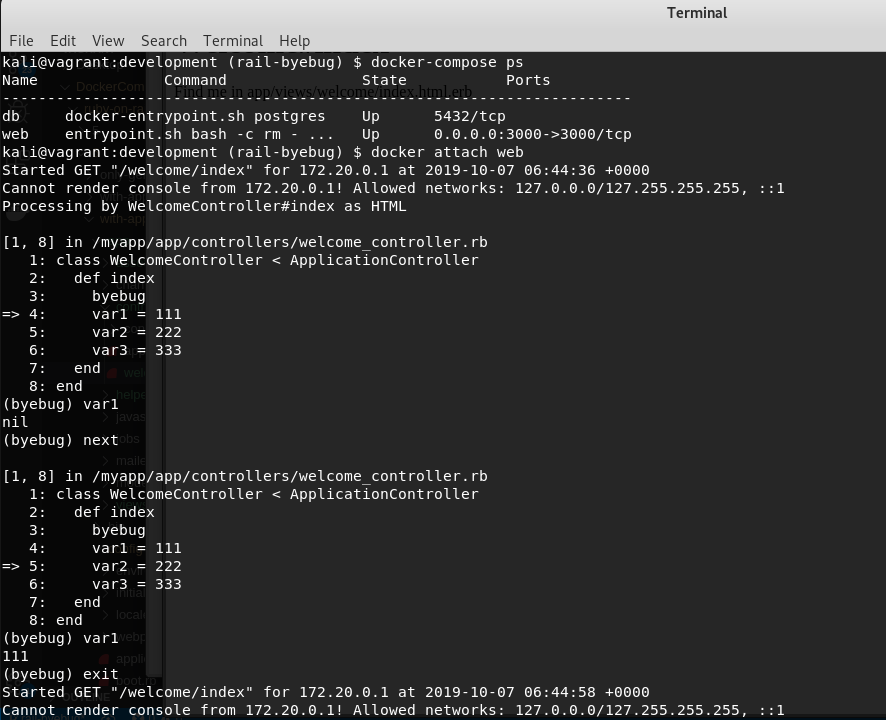 Terminal
File Edit View Search Terminal Help
kali@vagrant:development (rail-byebug) $ docker-compose ps
Name              Command               State           Ports
----------------------------------------------------------------------
db     docker-entrypoint.sh postgres    Up      5432/tcp
web    entrypoint.sh bash -c rm - ...   Up      0.0.0.0:3000->3000/tcp
kali@vagrant:development (rail-byebug) $ docker attach web
Started GET "/welcome/index" for 172.20.0.1 at 2019-10-07 06:44:36 +0000
Cannot render console from 172.20.0.1! Allowed networks: 127.0.0.0/127.255.255.255, ::1
Processing by WelcomeController#index as HTML

[1, 8] in /myapp/app/controllers/welcome_controller.rb
   1: class WelcomeController < ApplicationController
   2:   def index
   3:     byebug
=> 4:     var1 = 111
   5:     var2 = 222
   6:     var3 = 333
   7:   end
   8: end
(byebug) var1
nil
(byebug) next

[1, 8] in /myapp/app/controllers/welcome_controller.rb
   1: class WelcomeController < ApplicationController
   2:   def index
   3:     byebug
   4:     var1 = 111
=> 5:     var2 = 222
   6:     var3 = 333
   7:   end
   8: end
(byebug) var1
111
(byebug) exit
Started GET "/welcome/index" for 172.20.0.1 at 2019-10-07 06:44:58 +0000
Cannot render console from 172.20.0.1! Allowed networks: 127.0.0.0/127.255.255.255, ::1
Find me in app/views/welcome/index.html.erb